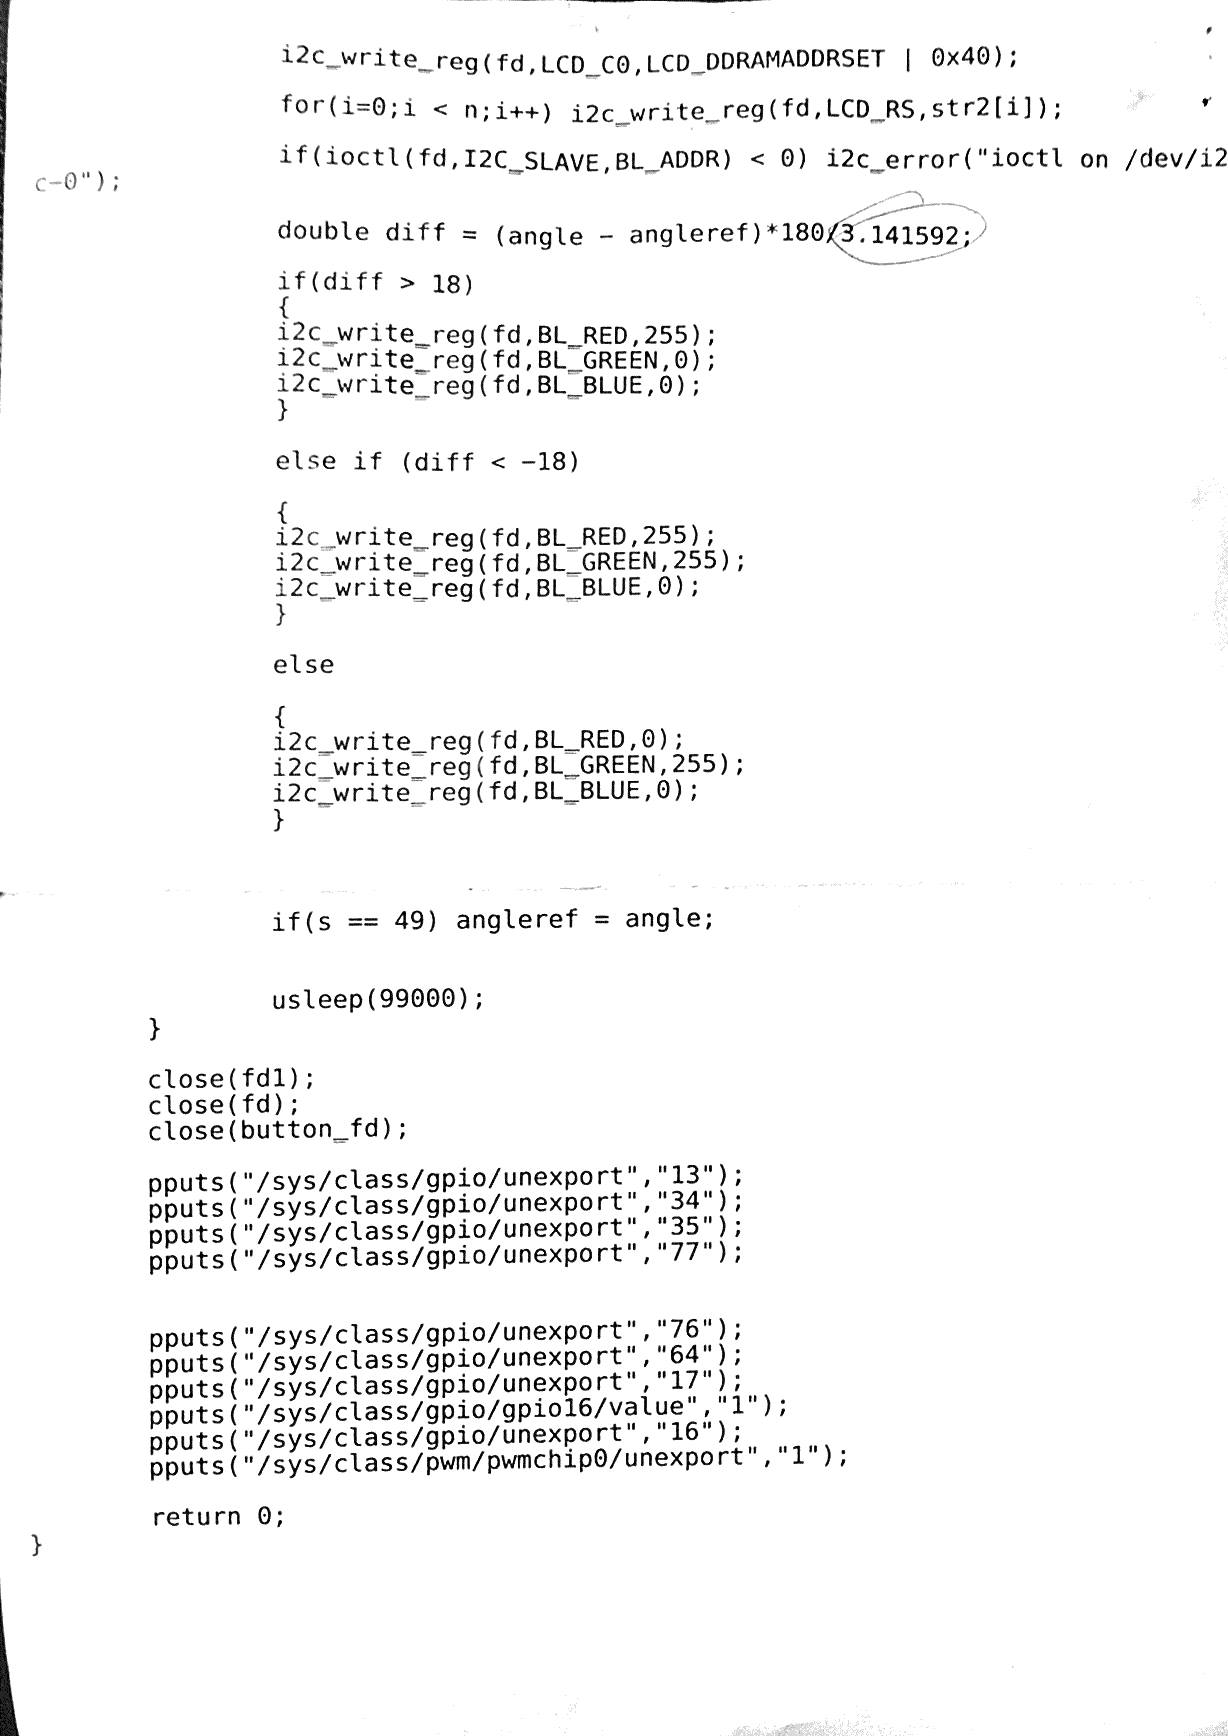 i2c_write_reg(fd,LCD_C0,LCD_DDRAMADDRSET | 0x40);
for(i=0;i < n;i++) i2c_write_reg(fd,LCD_RS,str2[i]);
if(ioctl(fd,I2C_SLAVE,BL_ADDR) < 0) i2c_error("ioctl on /dev/i2
c-0");
double diff = (angle - angleref)*180/3.141592;
if(diff > 18)
{
i2c_write_reg(fd,BL_RED,255);
i2c_write_reg(fd,BL_GREEN,0);
i2c_write_reg(fd,BL_BLUE,0);
}
else if (diff < -18)
{
i2c_write_reg(fd,BL_RED,255);
i2c_write_reg(fd,BL_GREEN,255);
i2c_write_reg(fd,BL_BLUE,0);
}
else
{
i2c_write_reg(fd,BL_RED,0);
i2c_write_reg(fd,BL_GREEN,255);
i2c_write_reg(fd,BL_BLUE,0);
}
if(s == 49) angleref = angle;
usleep(99000);
}
close(fd1);
close(fd);
close(button_fd);
pputs("/sys/class/gpio/unexport","13");
pputs("/sys/class/gpio/unexport","34");
pputs("/sys/class/gpio/unexport","35");
pputs("/sys/class/gpio/unexport","77");
pputs("/sys/class/gpio/unexport","76");
pputs("/sys/class/gpio/unexport","64");
pputs("/sys/class/gpio/unexport","17");
pputs("/sys/class/gpio/gpio16/value","1");
pputs("/sys/class/gpio/unexport","16");
pputs("/sys/class/pwm/pwmchip0/unexport","1");
return 0;
}